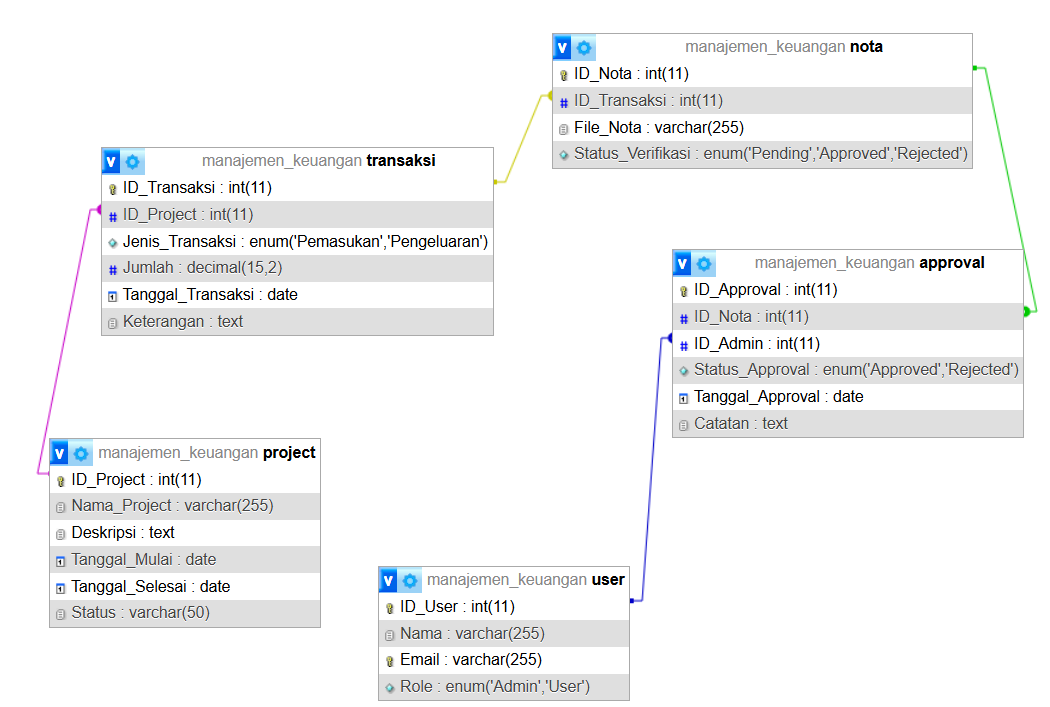 v manajemen_keuangan nota
ID_Nota : int(11)
# ID_Transaksi : int(11)
File_Nota : varchar(255)
Status_Verifikasi : enum('Pending','Approved','Rejected')
v manajemen_keuangan transaksi
ID_Transaksi : int(11)
# ID_Project : int(11)
Jenis_Transaksi : enum('Pemasukan','Pengeluaran')
# Jumlah : decimal(15,2)
Tanggal_Transaksi : date
Keterangan : text
v manajemen_keuangan approval
ID_Approval : int(11)
# ID_Nota : int(11)
# ID_Admin : int(11)
Status_Approval : enum('Approved','Rejected')
Tanggal_Approval : date
Catatan : text
v manajemen_keuangan project
ID_Project : int(11)
Nama_Project : varchar(255)
Deskripsi : text
Tanggal_Mulai : date
Tanggal_Selesai : date
Status : varchar(50)
v manajemen_keuangan user
ID_User : int(11)
Nama : varchar(255)
Email : varchar(255)
Role : enum('Admin','User')